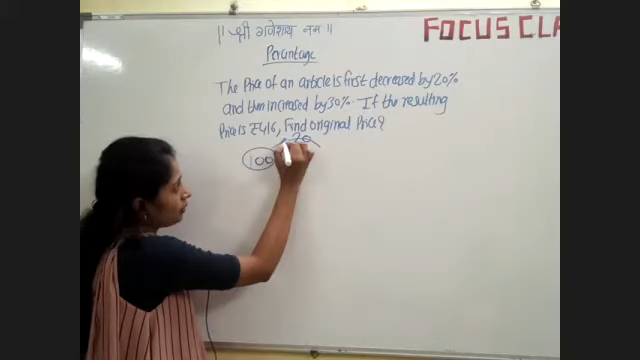 || श्री गणेशाय नमः ||
FOCUS CLA
Percentage
The Price of an article is first decreased by 20%
and then increased by 30%. If the resulting
Price is ₹416, Find original Price?
20
100